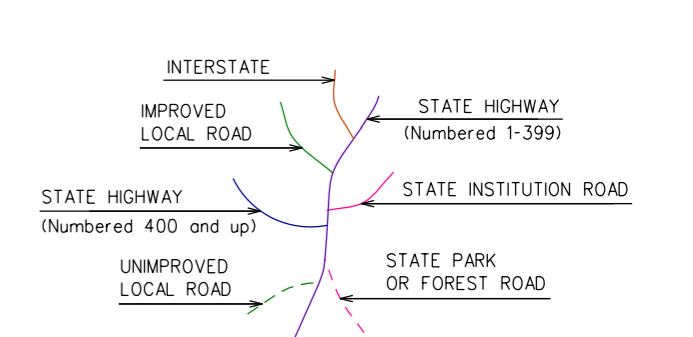 INTERSTATE
IMPROVED
LOCAL ROAD
STATE HIGHWAY
(Numbered 1-399)
STATE HIGHWAY
(Numbered 400 and up)
STATE INSTITUTION ROAD
UNIMPROVED
LOCAL ROAD
STATE PARK
OR FOREST ROAD